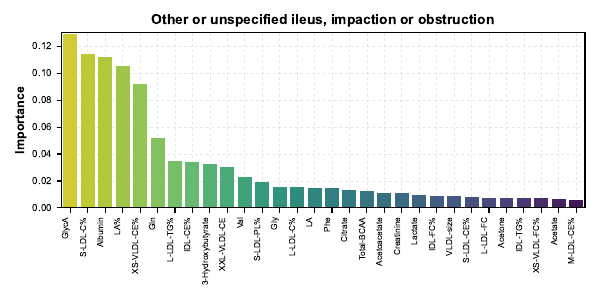 Other or unspecified ileus, impaction or obstruction
Importance
0.12
0.10
0.08
0.06
0.04
0.02
0.00
GlycA
S-LDL-C%
Albumin
LA%
XS-VLDL-CE%
Gln
L-LDL-TG%
IDL-CE%
3-Hydroxybutyrate
XXL-VLDL-CE
Val
S-LDL-PL%
Gly
L-LDL-C%
LA
Phe
Citrate
Total-BCAA
Acetoacetate
Creatinine
Lactate
IDL-FC%
VLDL-size
S-LDL-CE%
L-LDL-FC
Acetone
IDL-TG%
XS-VLDL-FC%
Acetate
M-LDL-CE%